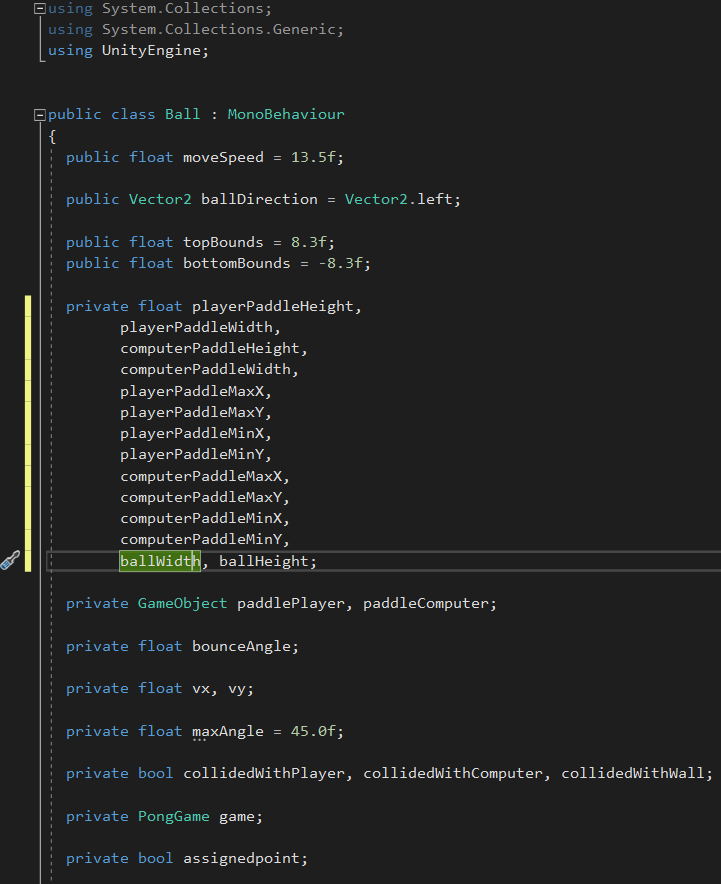 using System.Collections;
using System.Collections.Generic;
using UnityEngine;
public class Ball : MonoBehaviour
{
public float moveSpeed = 13.5f;
public Vector2 ballDirection = Vector2.left;
public float topBounds = 8.3f;
public float bottomBounds = -8.3f;
private float playerPaddleHeight,
playerPaddleWidth,
computerPaddleHeight,
computerPaddleWidth,
playerPaddleMaxX,
playerPaddleMaxY,
playerPaddleMinX,
playerPaddleMinY,
computerPaddleMaxX,
computerPaddleMaxY,
computerPaddleMinX,
computerPaddleMinY,
ballWidth, ballHeight;
private GameObject paddlePlayer, paddleComputer;
private float bounceAngle;
private float vx, vy;
private float maxAngle = 45.0f;
private bool collidedWithPlayer, collidedWithComputer, collidedWithWall;
private PongGame game;
private bool assignedpoint;